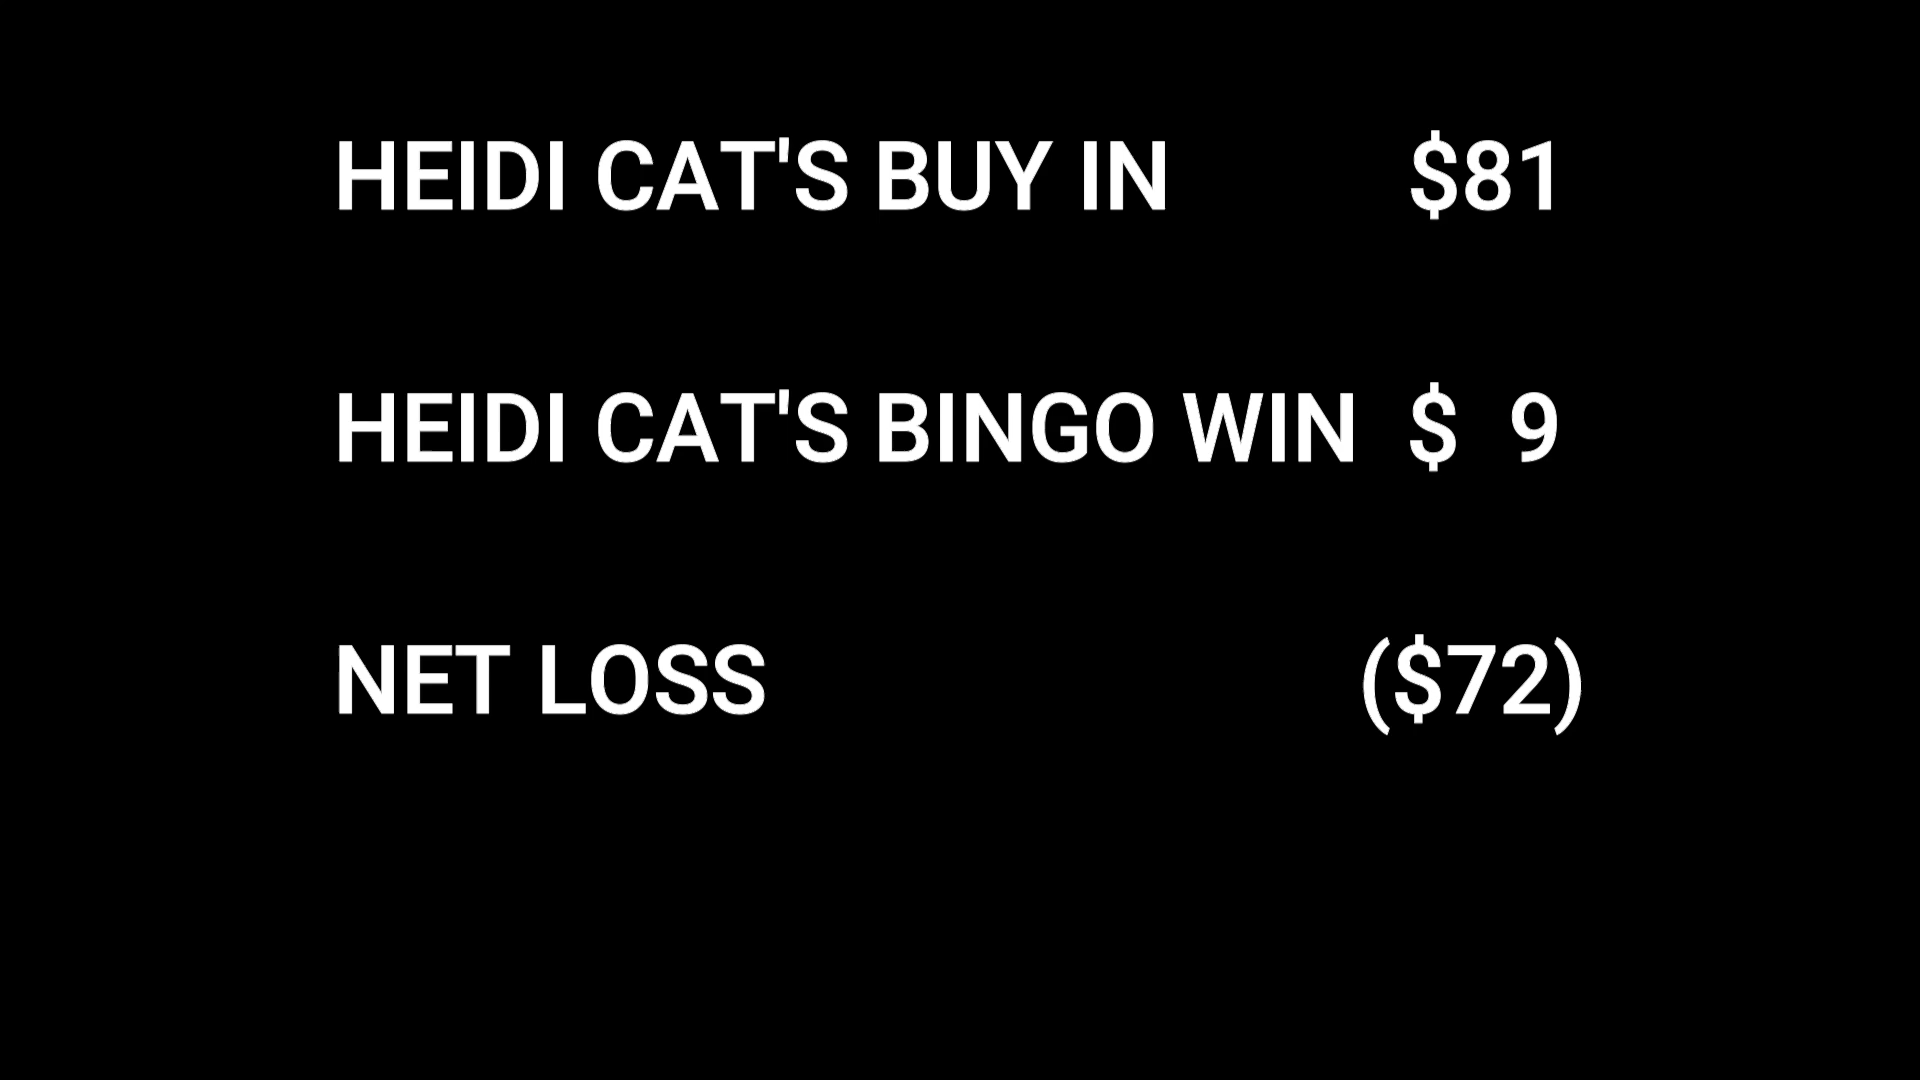 HEIDI CAT'S BUY IN $81
HEIDI CAT'S BINGO WIN $ 9
NET LOSS ($72)